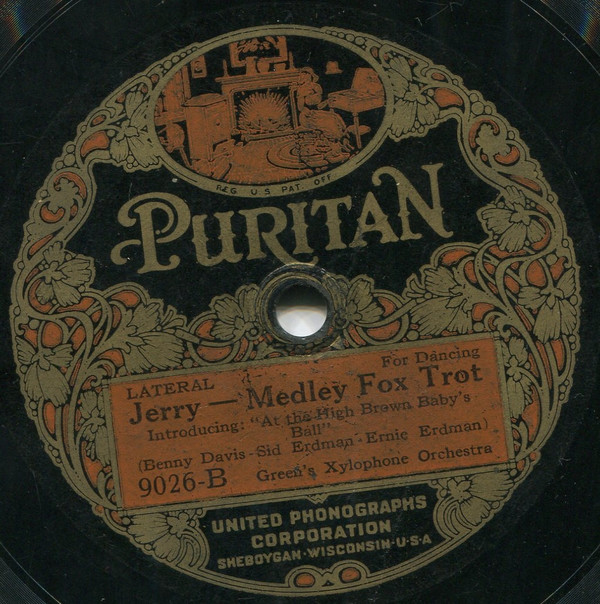 REG U.S PAT. OFF
PURITAN
LATERAL
For Dancing
Jerry — Medley Fox Trot
Introducing: "At the High Brown Baby's
Ball"
(Benny Davis-Sid Erdman-Ernie Erdman)
9026-B
Green's Xylophone Orchestra
UNITED PHONOGRAPHS
CORPORATION
SHEBOYGAN·WISCONSIN·U·S·A